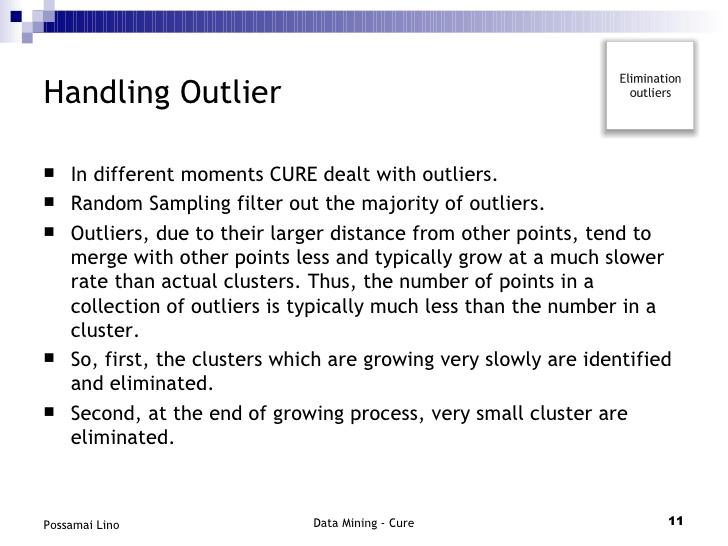 Elimination
outliers
Handling Outlier
In different moments CURE dealt with outliers.
Random Sampling filter out the majority of outliers.
Outliers, due to their larger distance from other points, tend to
merge with other points less and typically grow at a much slower
rate than actual clusters. Thus, the number of points in a
collection of outliers is typically much less than the number in a
cluster.
So, first, the clusters which are growing very slowly are identified
and eliminated.
Second, at the end of growing process, very small cluster are
eliminated.
Possamai Lino
Data Mining - Cure
11